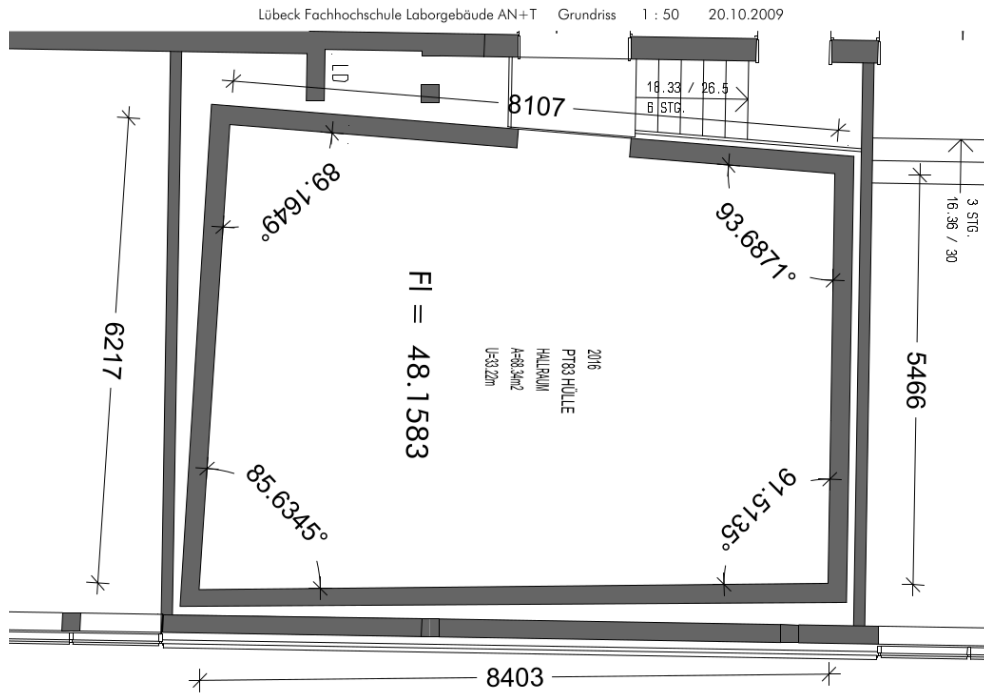 Lübeck Fachhochschule Laborgebäude AN+T Grundriss 1 : 50 20.10.2009
LD
8107
16.33 / 26.5
6 STG.
89.1649°
93.6871°
3 STG.
16.36 / 30
6217
5466
Fl = 48.1583
2016
PT83 HÜLLE
HALLRAUM
A=68.34m2
U=33.22m
85.6345°
91.5135°
8403